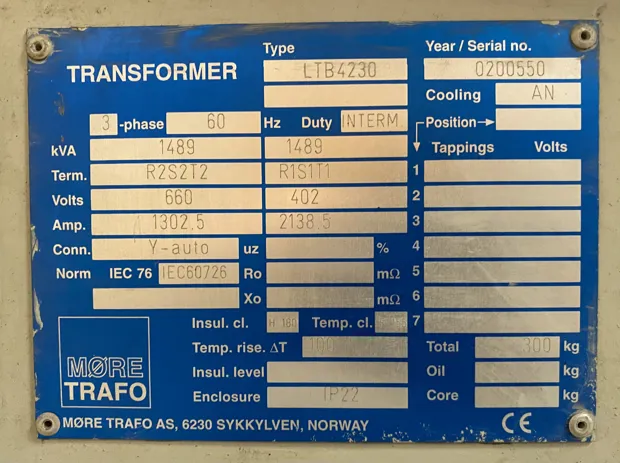 TRANSFORMER
Type LTB4230
Year / Serial no. 0200550
Cooling AN
3 -phase 60 Hz Duty INTERM.
Position
kVA 1489 1489
Tappings Volts
Term. R2S2T2 R1S1T1 1
Volts 660 402 2
Amp. 1302.5 2138.5 3
Conn. Y-auto uz % 4
Norm IEC 76 IEC60726 Ro mΩ 5
Xo mΩ 6
Insul. cl. H 180 Temp. cl. 7
Temp. rise. ΔT
Total 300 kg
Insul. level
Oil kg
Enclosure IP22
Core kg
MØRE
TRAFO
MØRE TRAFO AS, 6230 SYKKYLVEN, NORWAY
CE